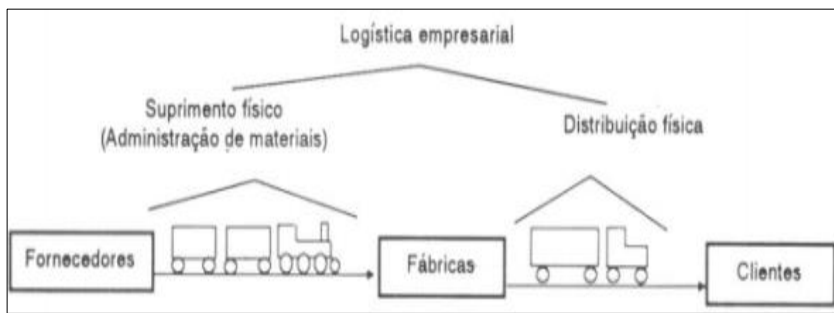 Logística empresarial
Suprimento físico
(Administração de materiais)
Distribuição física
Fornecedores
Fábricas
Clientes